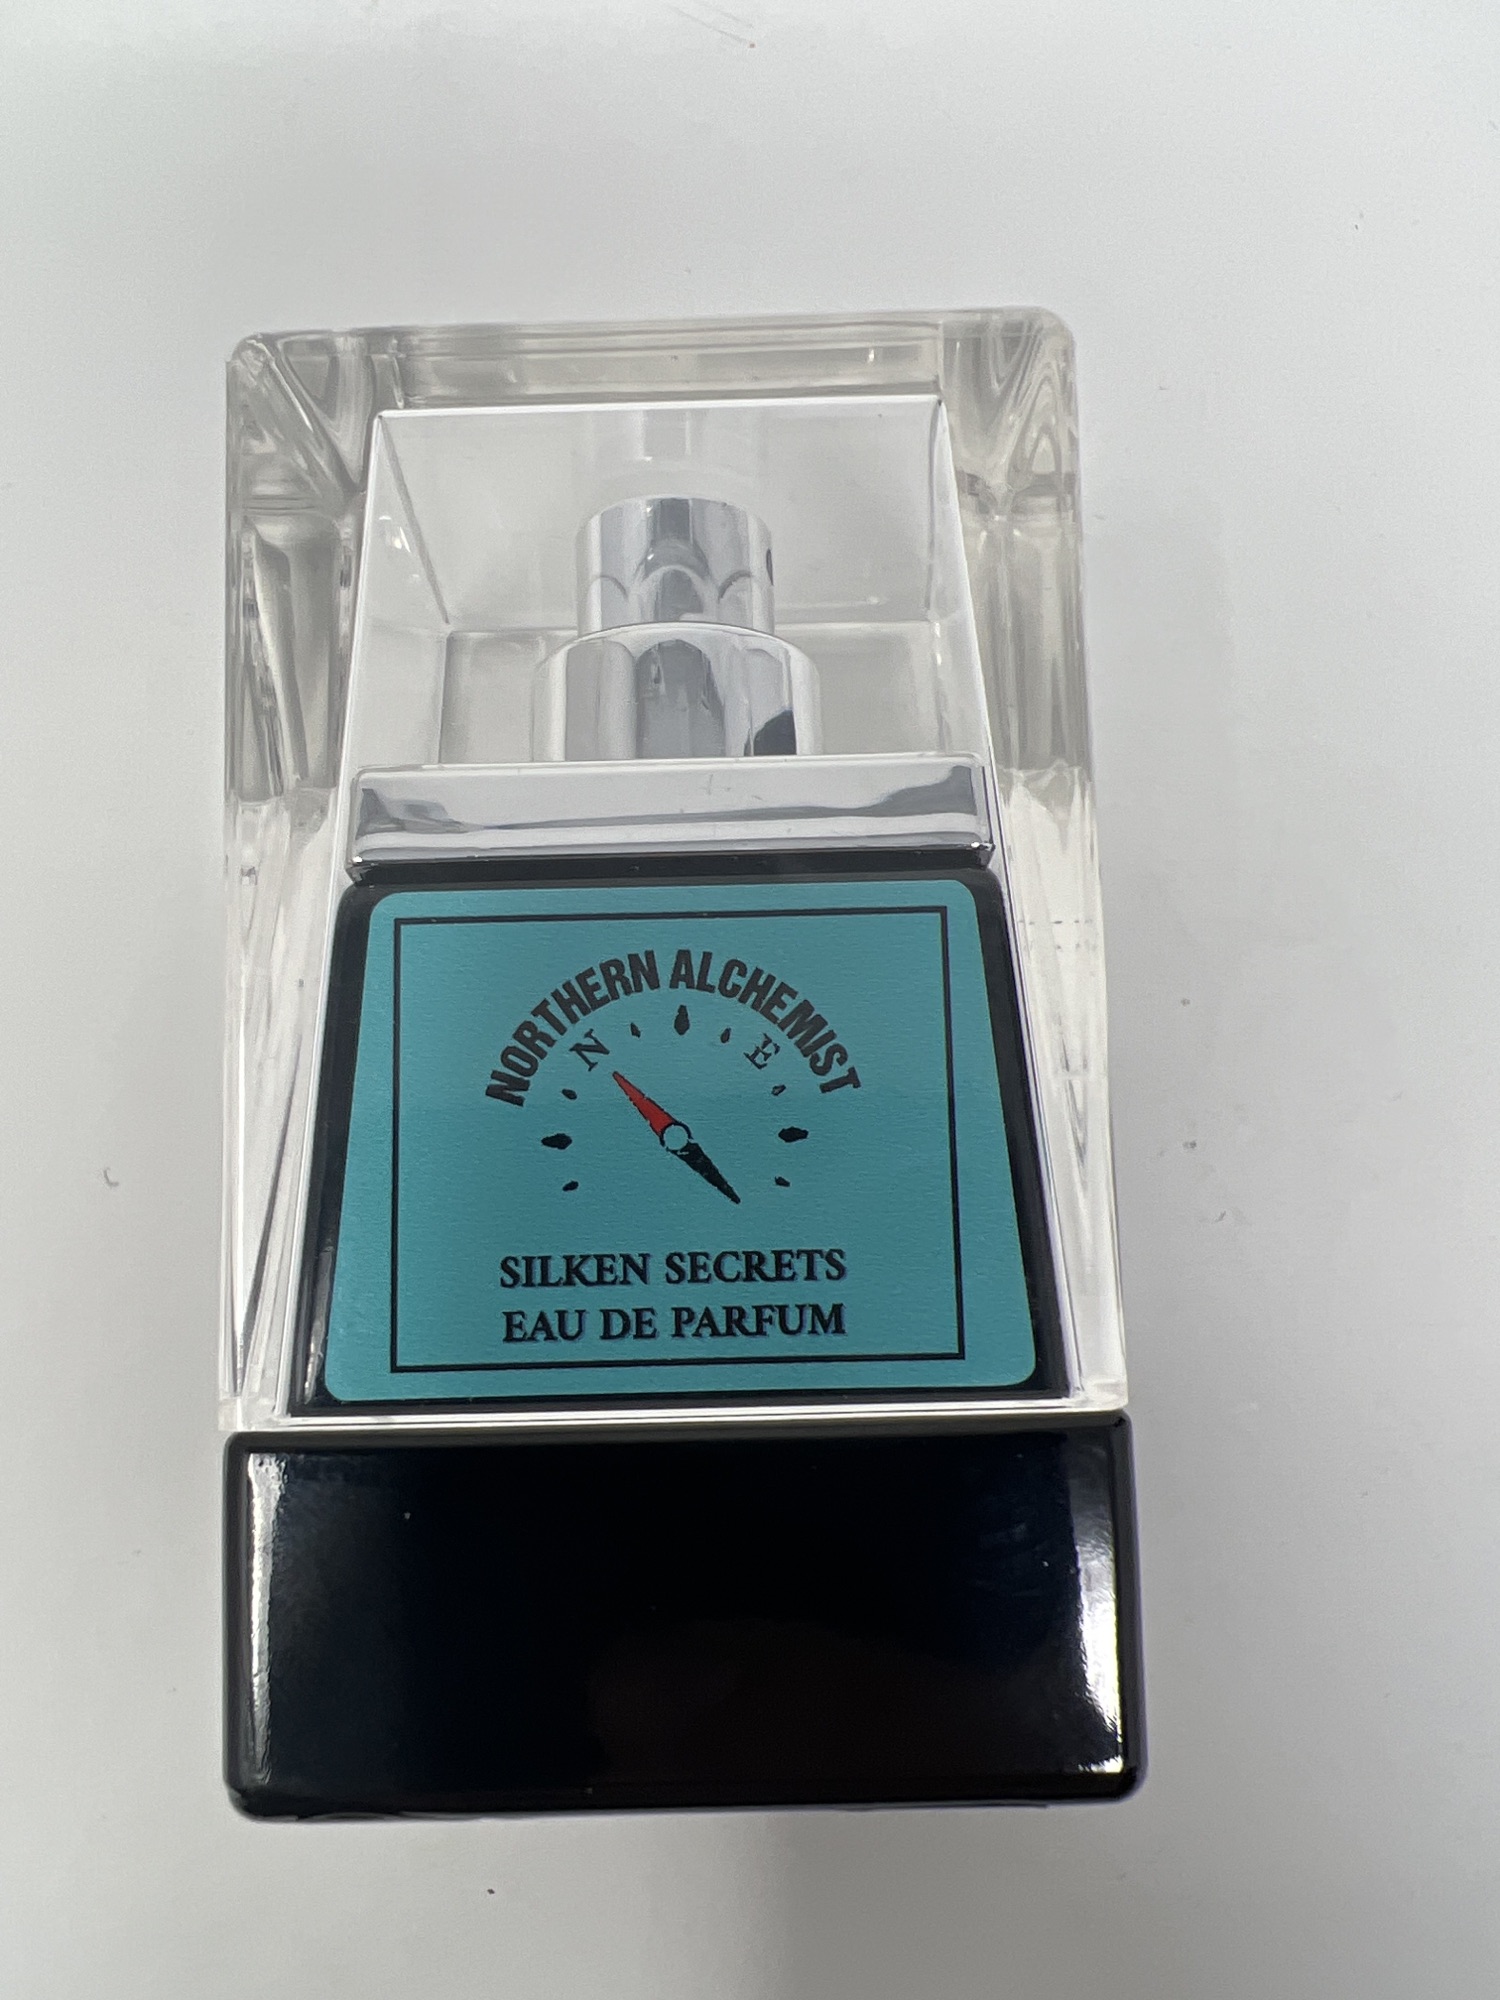 NORTHERN ALCHEMIST
N E
SILKEN SECRETS
EAU DE PARFUM